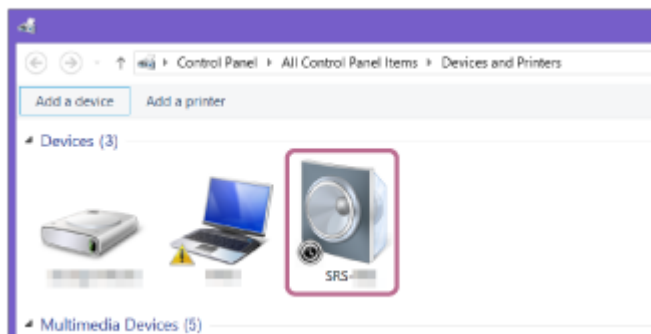 Control Panel All Control Panel Items Devices and Printers
Add a device Add a printer
Devices (3)
SRS-
Multimedia Devices (5)